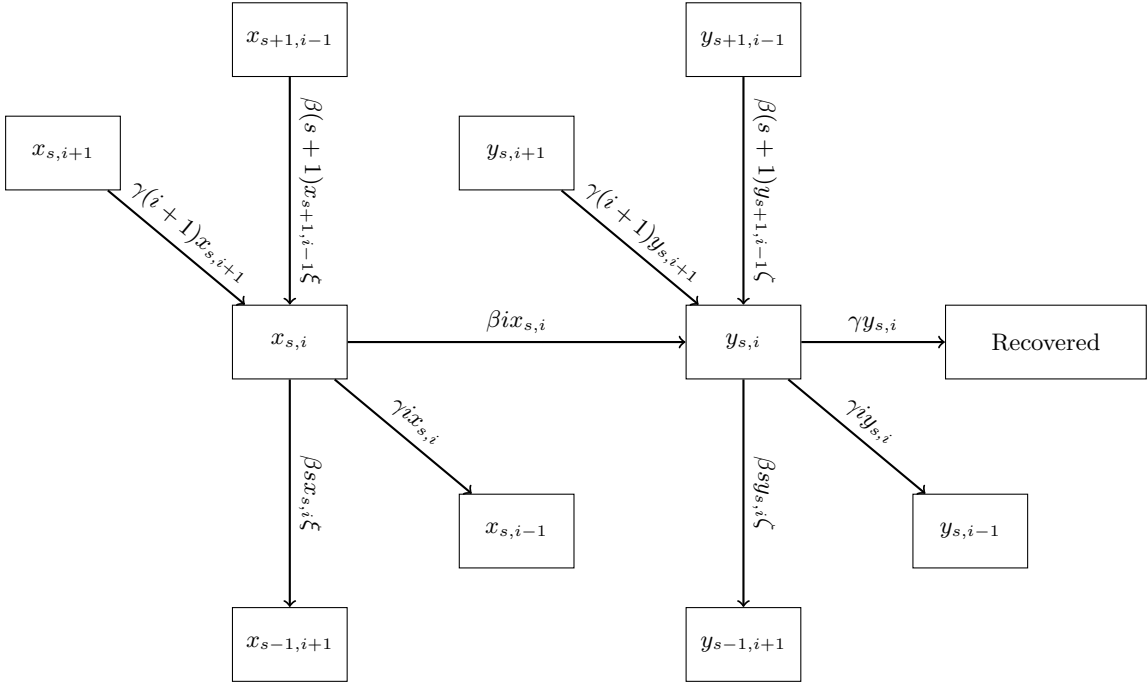 x_{s+1,i−1}
y_{s+1,i−1}
β(s + 1)x_{s+1,i−1}ξ
β(s + 1)y_{s+1,i−1}ζ
x_{s,i+1}
y_{s,i+1}
γ(i + 1)x_{s,i+1}
γ(i + 1)y_{s,i+1}
x_{s,i}
βix_{s,i}
y_{s,i}
γy_{s,i}
Recovered
γix_{s,i}
γiy_{s,i}
βsx_{s,i}ξ
βsy_{s,i}ζ
x_{s,i−1}
y_{s,i−1}
x_{s−1,i+1}
y_{s−1,i+1}